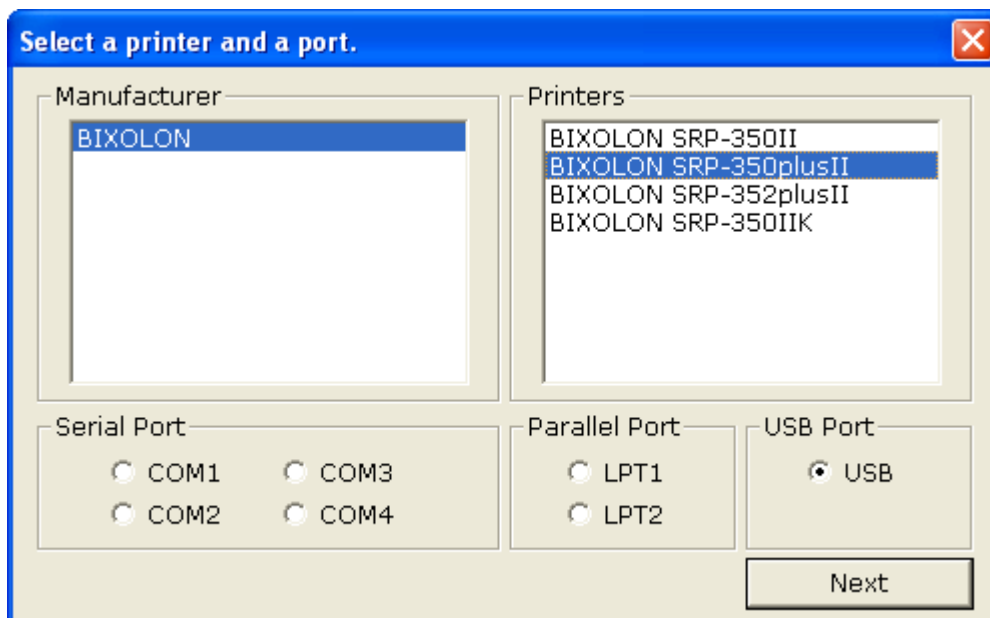 Select a printer and a port.
Manufacturer
BIXOLON
Printers
BIXOLON SRP-350II
BIXOLON SRP-350plusII
BIXOLON SRP-352plusII
BIXOLON SRP-350IIK
Serial Port
COM1 COM3
COM2 COM4
Parallel Port
LPT1
LPT2
USB Port
USB
Next